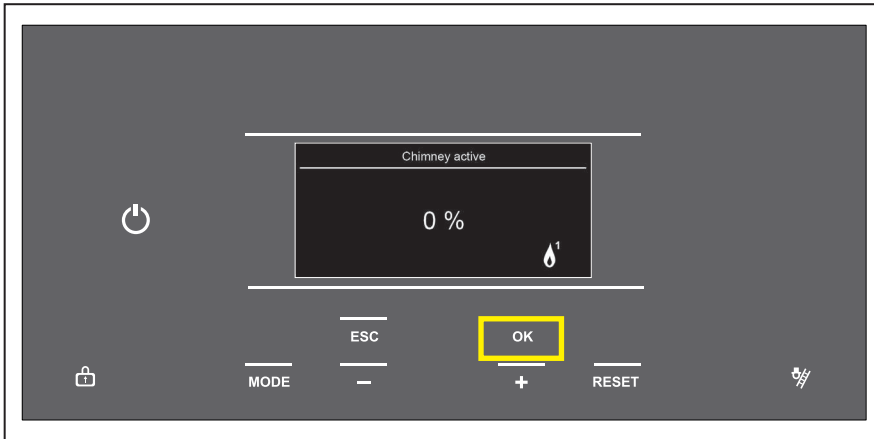 Chimney active
0 %
1
ESC OK
MODE − + RESET